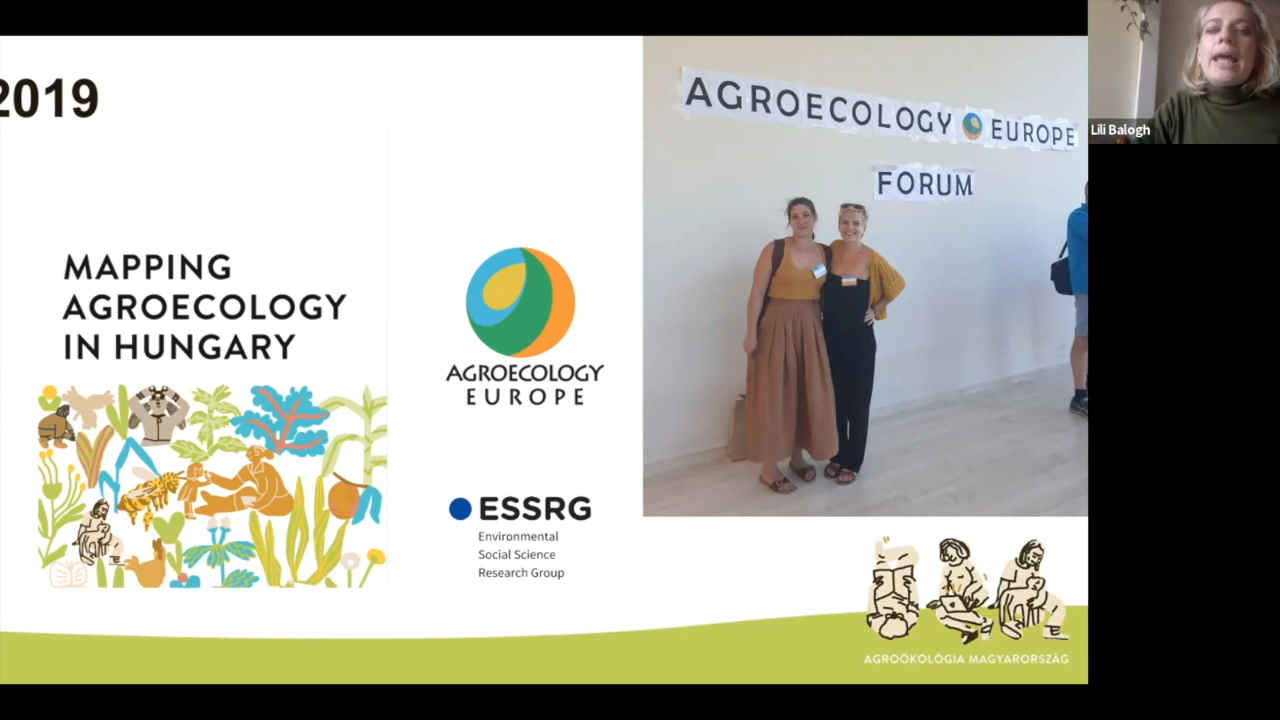 2019
MAPPING
AGROECOLOGY
IN HUNGARY
AGROECOLOGY
EUROPE
ESSRG
Environmental
Social Science
Research Group
AGROECOLOGY EUROPE
FORUM
AGROÖKOLÓGIA MAGYARORSZÁG
Lili Balogh